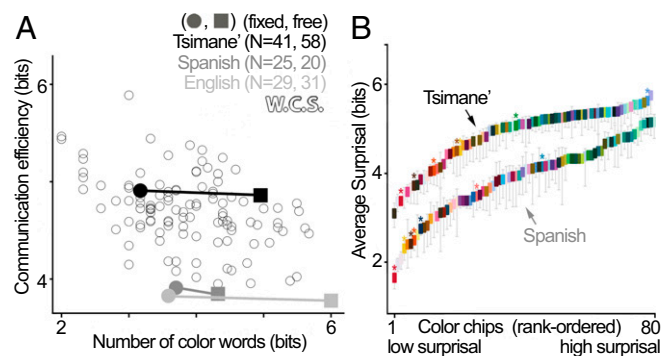 A
(●, ■) (fixed, free)
Tsimane' (N=41, 58)
Spanish (N=25, 20)
English (N=29, 31)
W.C.S.
Communication efficiency (bits)
6
4
2
6
Number of color words (bits)
B
Average Surprisal (bits)
6
4
2
Tsimane'
Spanish
1 Color chips (rank-ordered) 80
low surprisal high surprisal